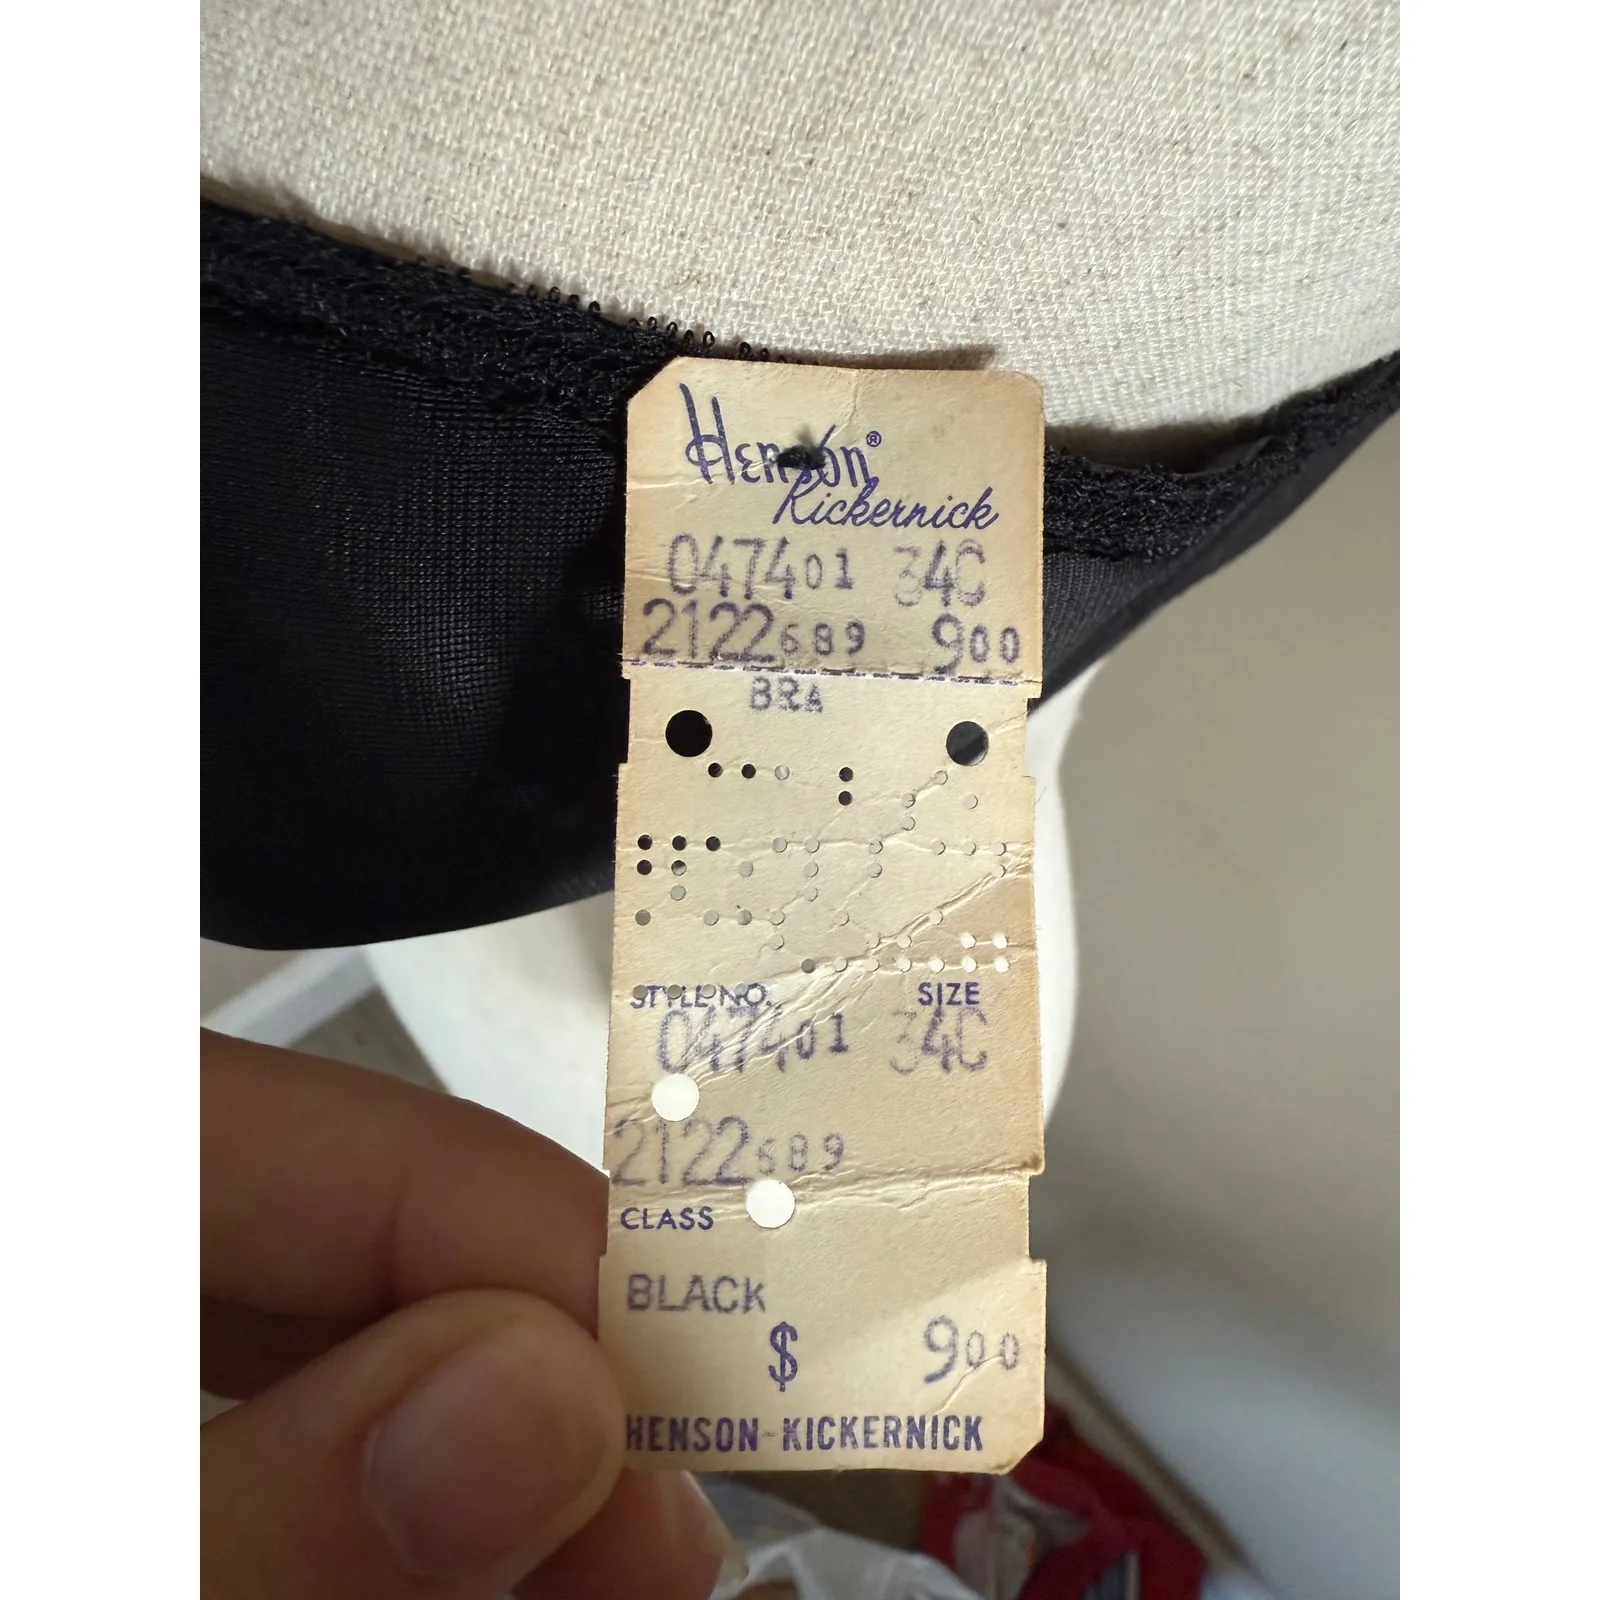 Henson®
Kickernick
047401 34C
2122689 900
BRA
STYLE NO. SIZE
047401 34C
2122689
CLASS
BLACK
$ 900
HENSON-KICKERNICK